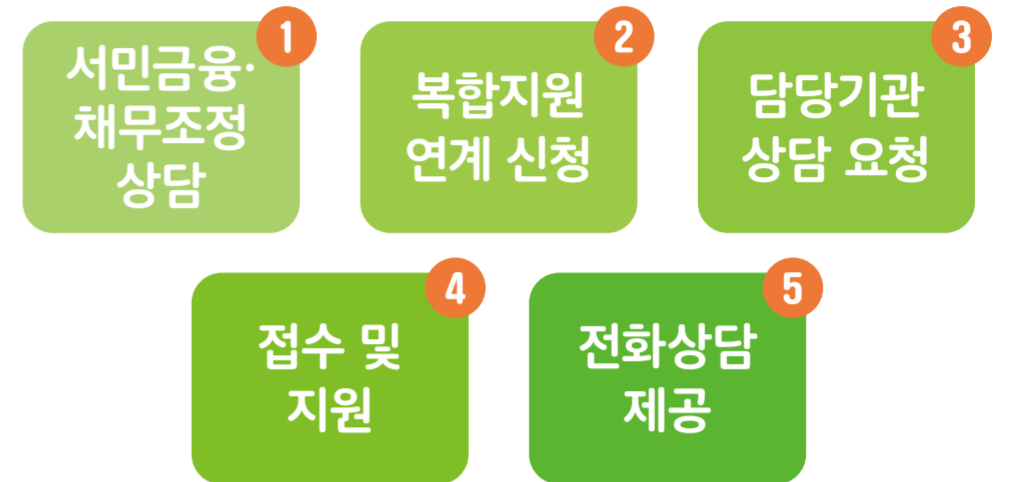 1
서민금융·
채무조정
상담
2
복합지원
연계 신청
3
담당기관
상담 요청
4
접수 및
지원
5
전화상담
제공